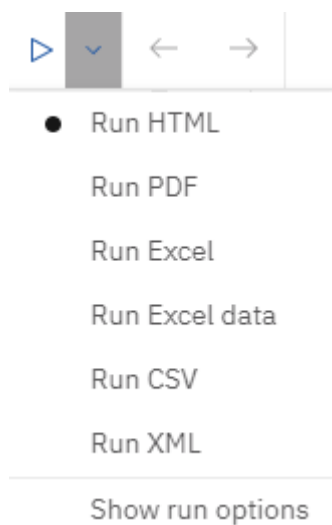 Run HTML
Run PDF
Run Excel
Run Excel data
Run CSV
Run XML
Show run options